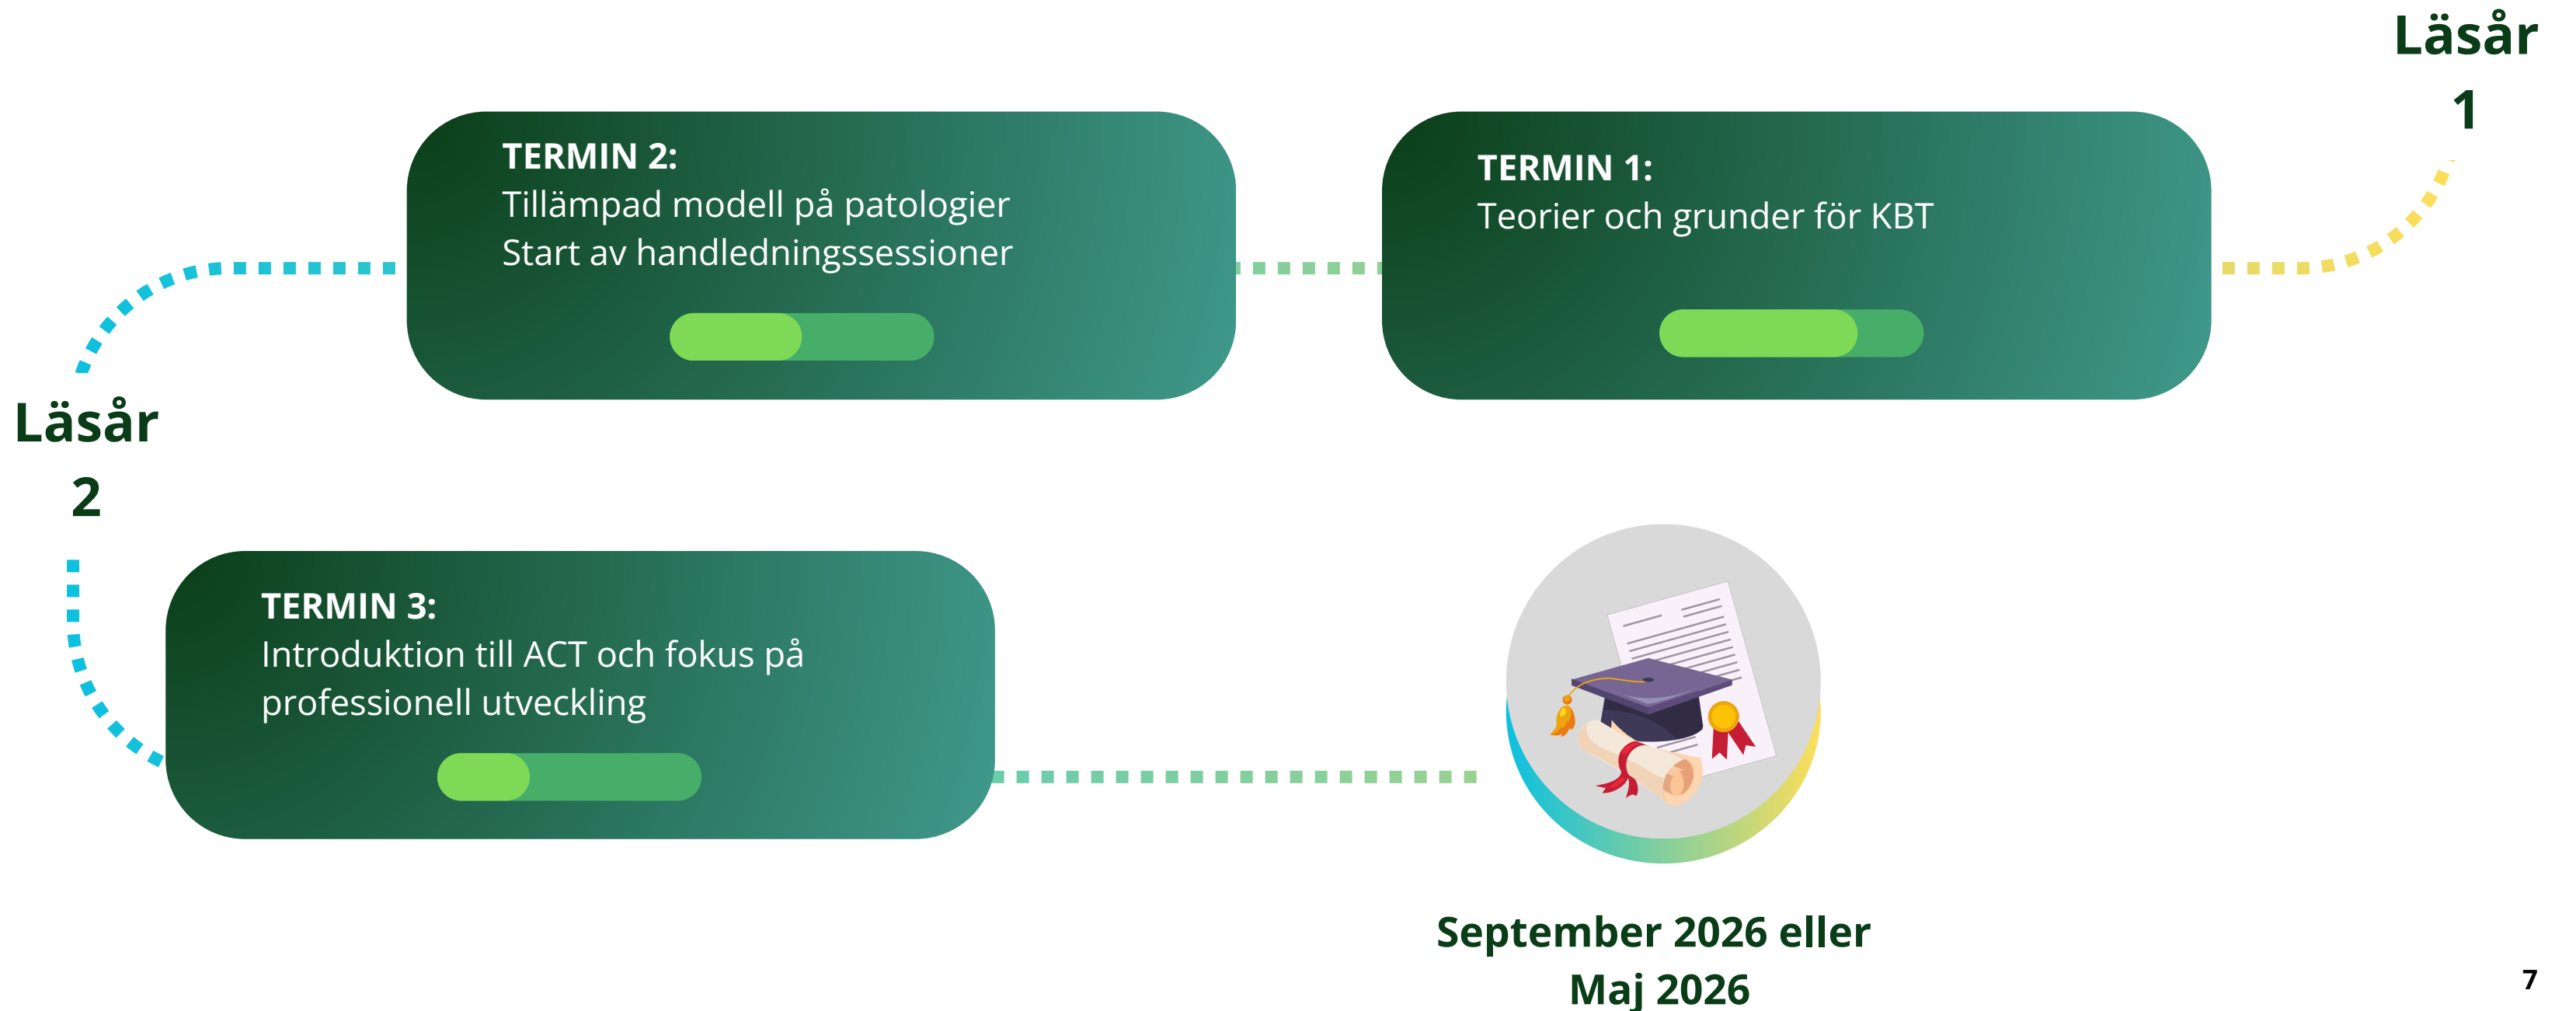 Läsår
1
TERMIN 1:
Teorier och grunder för KBT
TERMIN 2:
Tillämpad modell på patologier
Start av handledningssessioner
Läsår
2
TERMIN 3:
Introduktion till ACT och fokus på
professionell utveckling
September 2026 eller
Maj 2026
7